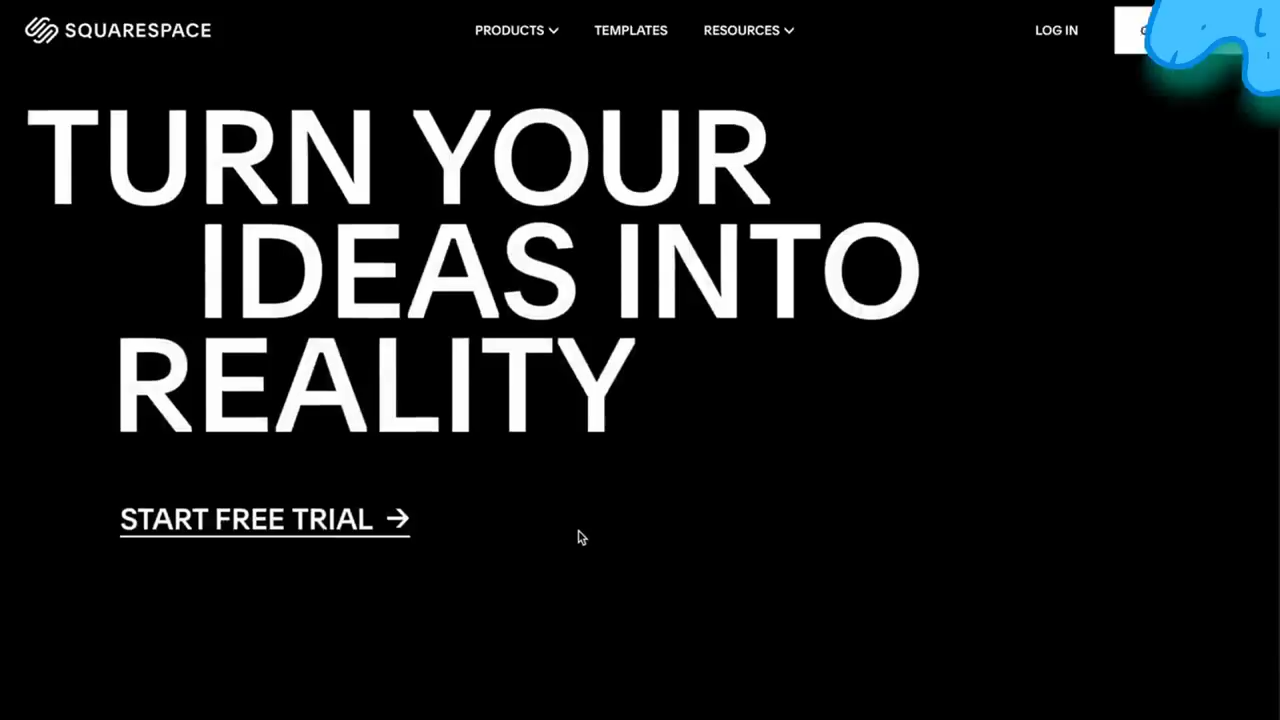 SQUARESPACE
PRODUCTS
TEMPLATES
RESOURCES
LOG IN
TURN YOUR
IDEAS INTO
REALITY
START FREE TRIAL →